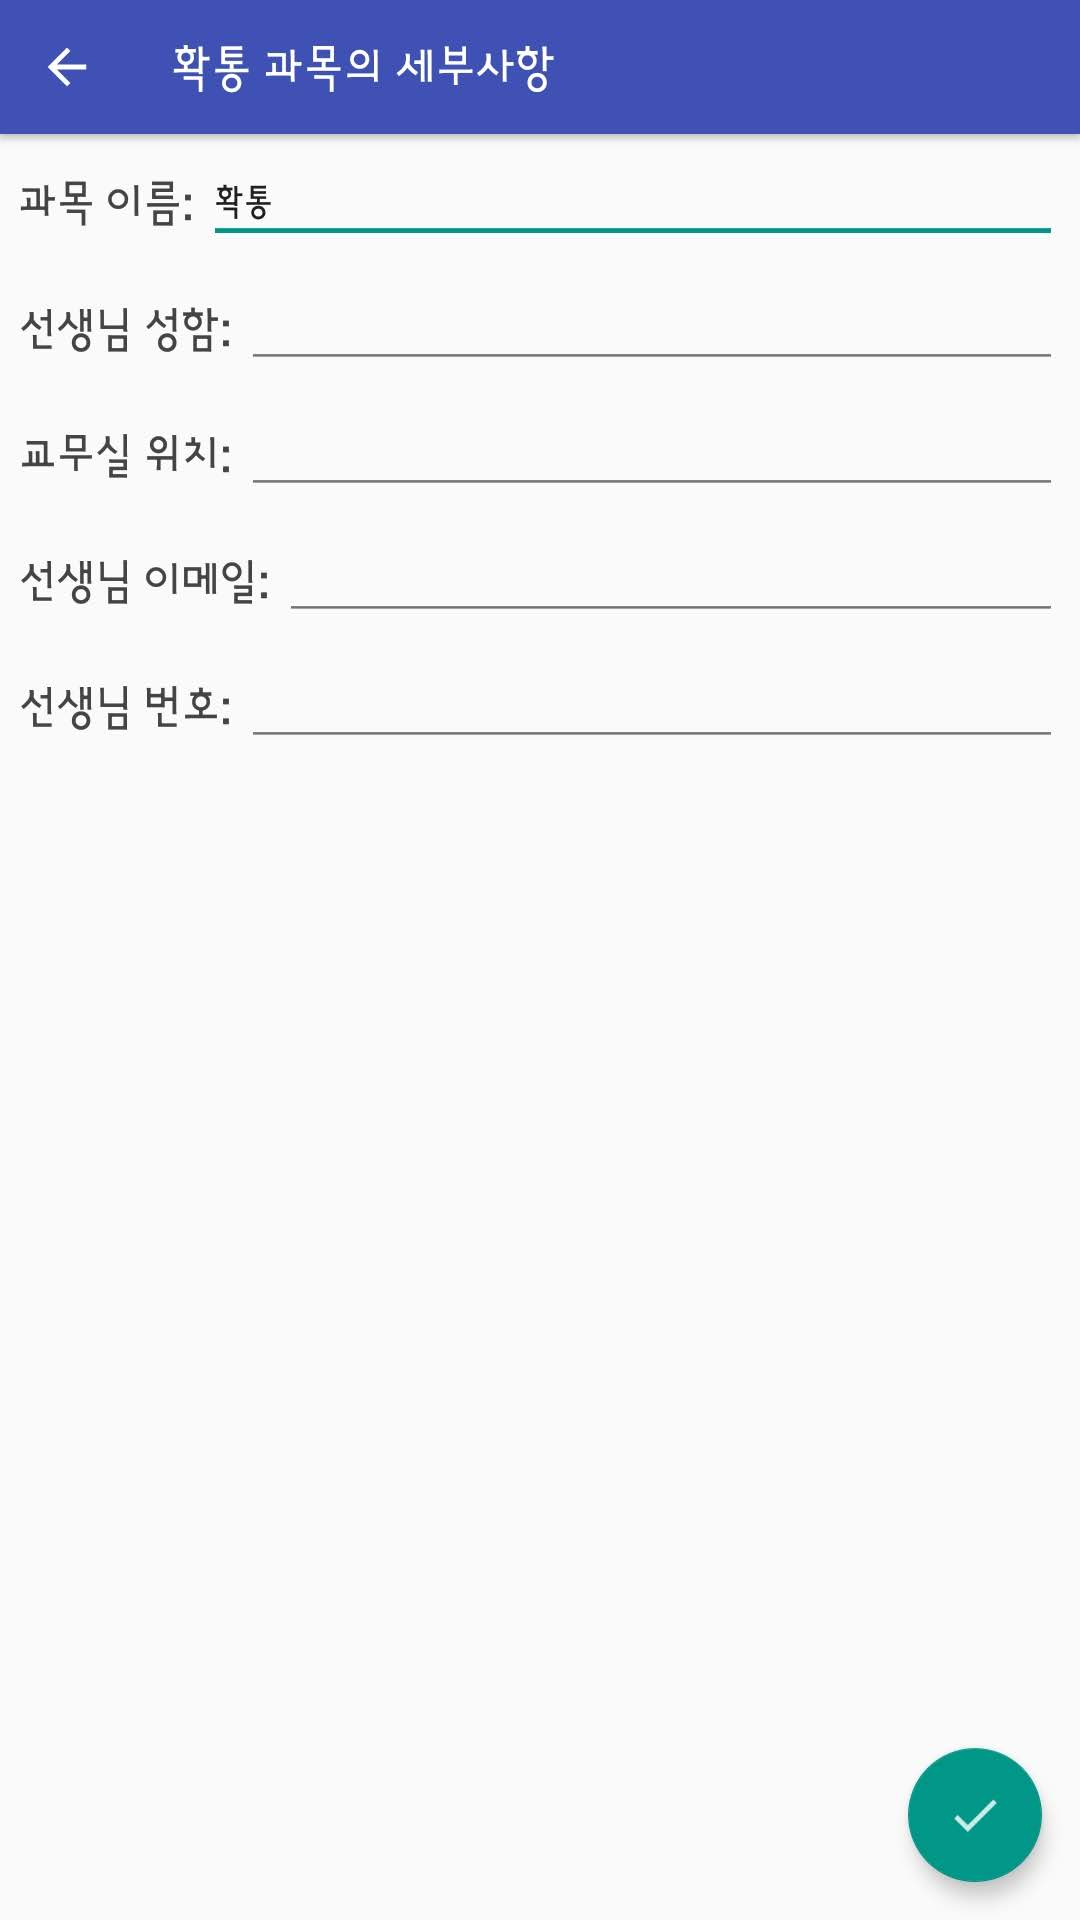 확통 과목의 세부사항
과목 이름: 확통
선생님 성함:
교무실 위치:
선생님 이메일:
선생님 번호: